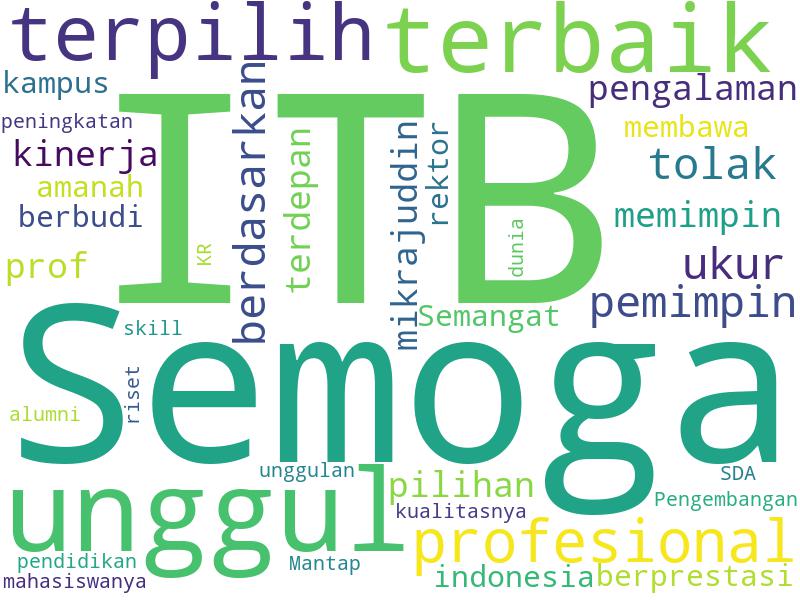 terpilih
terbaik
kampus
pengalaman
peningkatan
membawa
kinerja
tolak
amanah
berbudi
memimpin
ITB
berdasarkan
terdepan
mikrajuddin
rektor
KR
dunia
prof
ukur
pemimpin
Semangat
skill
Semoga
riset
alumni
unggulan
SDA
unggul
pilihan
Pengembangan
kualitasnya
profesional
pendidikan
Mantap
mahasiswanya
indonesia
berprestasi